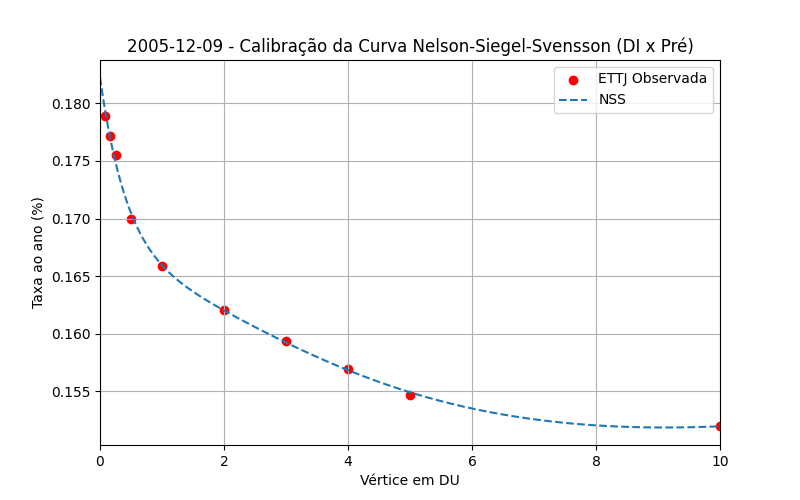 2005-12-09 - Calibração da Curva Nelson-Siegel-Svensson (DI x Pré)
ETTJ Observada
NSS
Taxa ao ano (%)
0.180
0.175
0.170
0.165
0.160
0.155
0 2 4 6 8 10
Vértice em DU